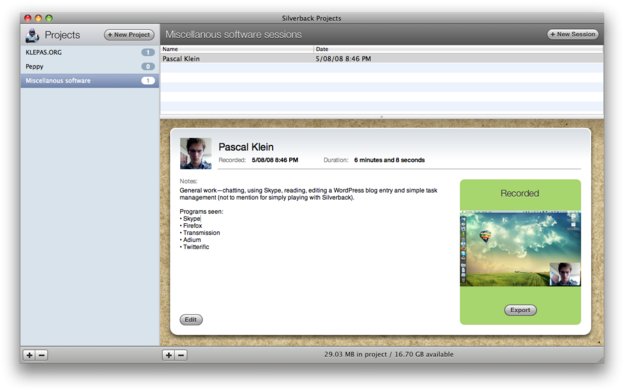 Silverback Projects
Projects
+ New Project
Miscellanous software sessions
+ New Session
KLEPAS.ORG 1
Peppy 0
Miscellanous software 1
Name Date
Pascal Klein 5/08/08 8:46 PM
Pascal Klein
Recorded: 5/08/08 8:46 PM Duration: 6 minutes and 8 seconds
Notes:
General work—chatting, using Skype, reading, editing a WordPress blog entry and simple task
management (not to mention for simply playing with Silverback).
Programs seen:
• Skype
• Firefox
• Transmission
• Adium
• Twitterific
Edit
Recorded
Export
29.03 MB in project / 16.70 GB available